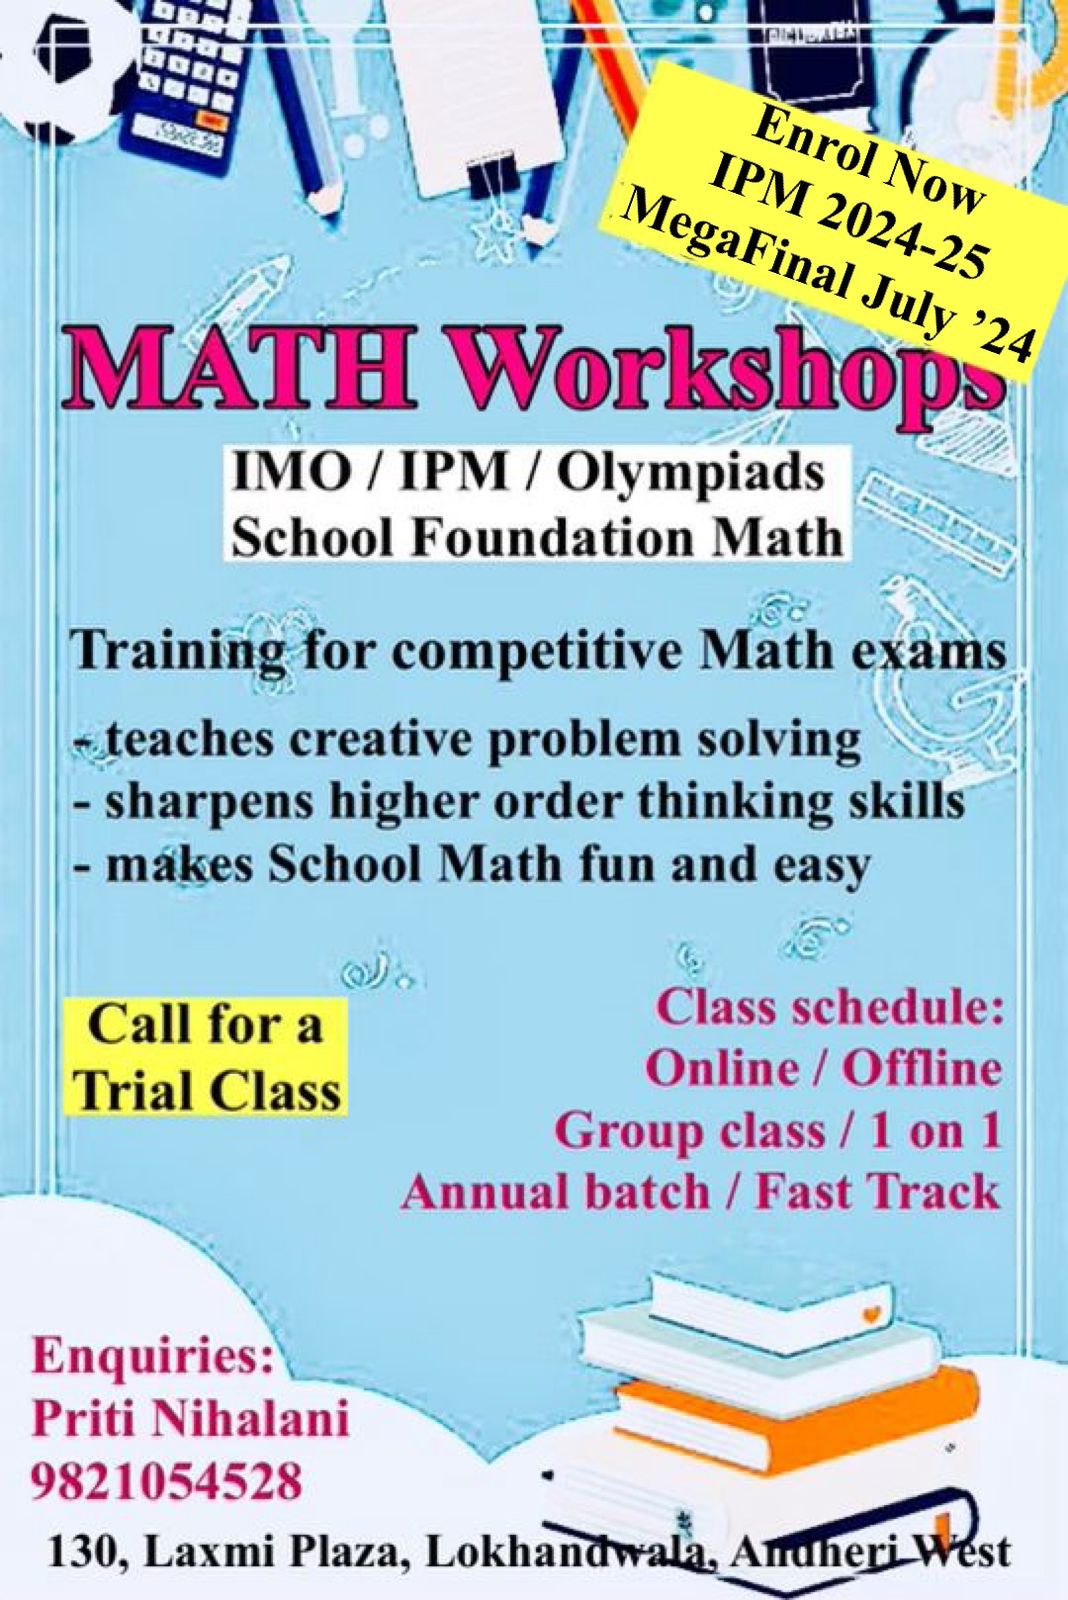 Enrol Now
IPM 2024-25
MegaFinal July ’24
MATH Workshops
IMO / IPM / Olympiads
School Foundation Math
Training for competitive Math exams
- teaches creative problem solving
- sharpens higher order thinking skills
- makes School Math fun and easy
Call for a
Trial Class
Class schedule:
Online / Offline
Group class / 1 on 1
Annual batch / Fast Track
Enquiries:
Priti Nihalani
9821054528
130, Laxmi Plaza, Lokhandwala, Andheri West